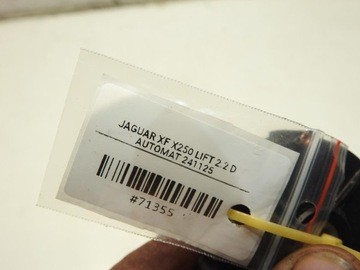 JAGUAR XF X250 LIFT 2.2 D
AUTOMAT 241125
#71355